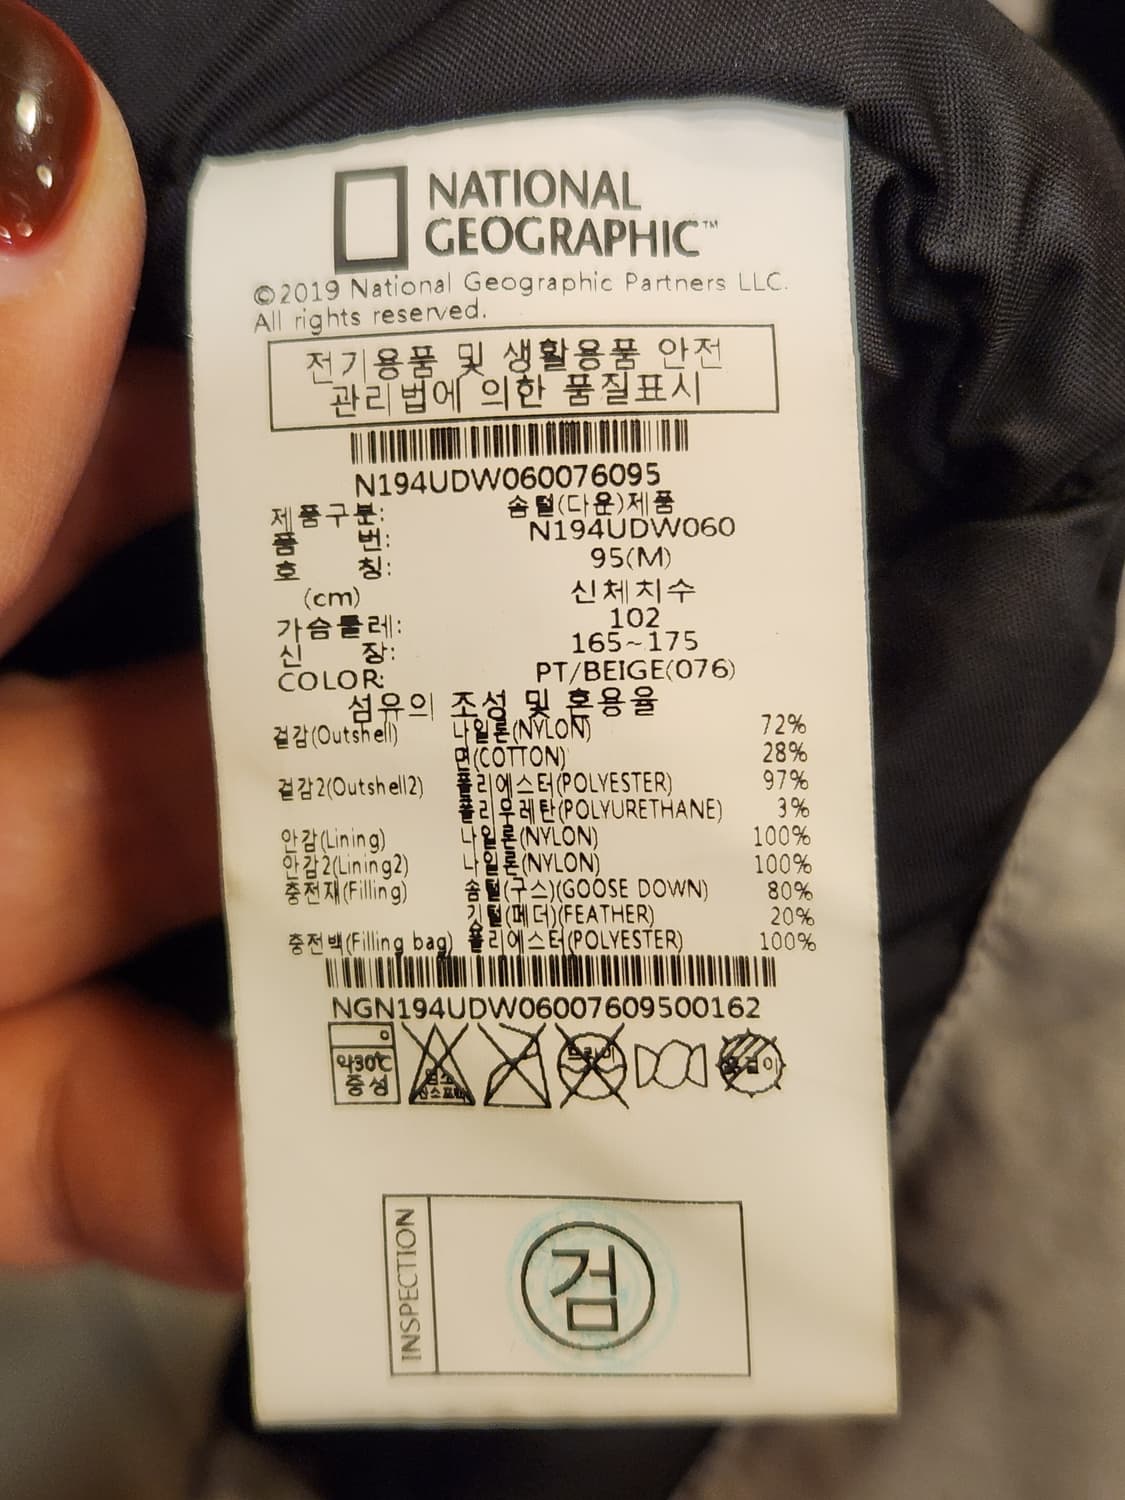 NATIONAL
GEOGRAPHIC™
©2019 National Geographic Partners LLC.
All rights reserved.
전기용품 및 생활용품 안전
관리법에 의한 품질표시
N194UDW060076095
제품구분: 솜털(다운)제품
품 번: N194UDW060
호 칭: 95(M)
(cm) 신체치수
가슴둘레: 102
신 장: 165~175
COLOR: PT/BEIGE(076)
섬유의 조성 및 혼용율
겉감(Outshell) 나일론(NYLON) 72%
면(COTTON) 28%
겉감2(Outshell2) 폴리에스터(POLYESTER) 97%
폴리우레탄(POLYURETHANE) 3%
안감(Lining) 나일론(NYLON) 100%
안감2(Lining2) 나일론(NYLON) 100%
충전재(Filling) 솜털(구스)(GOOSE DOWN) 80%
깃털(페더)(FEATHER) 20%
충전백(Filling bag) 폴리에스터(POLYESTER) 100%
NGN194UDW06007609500162
약30℃
중성
염소
드라이
옷걸이
INSPECTION
검